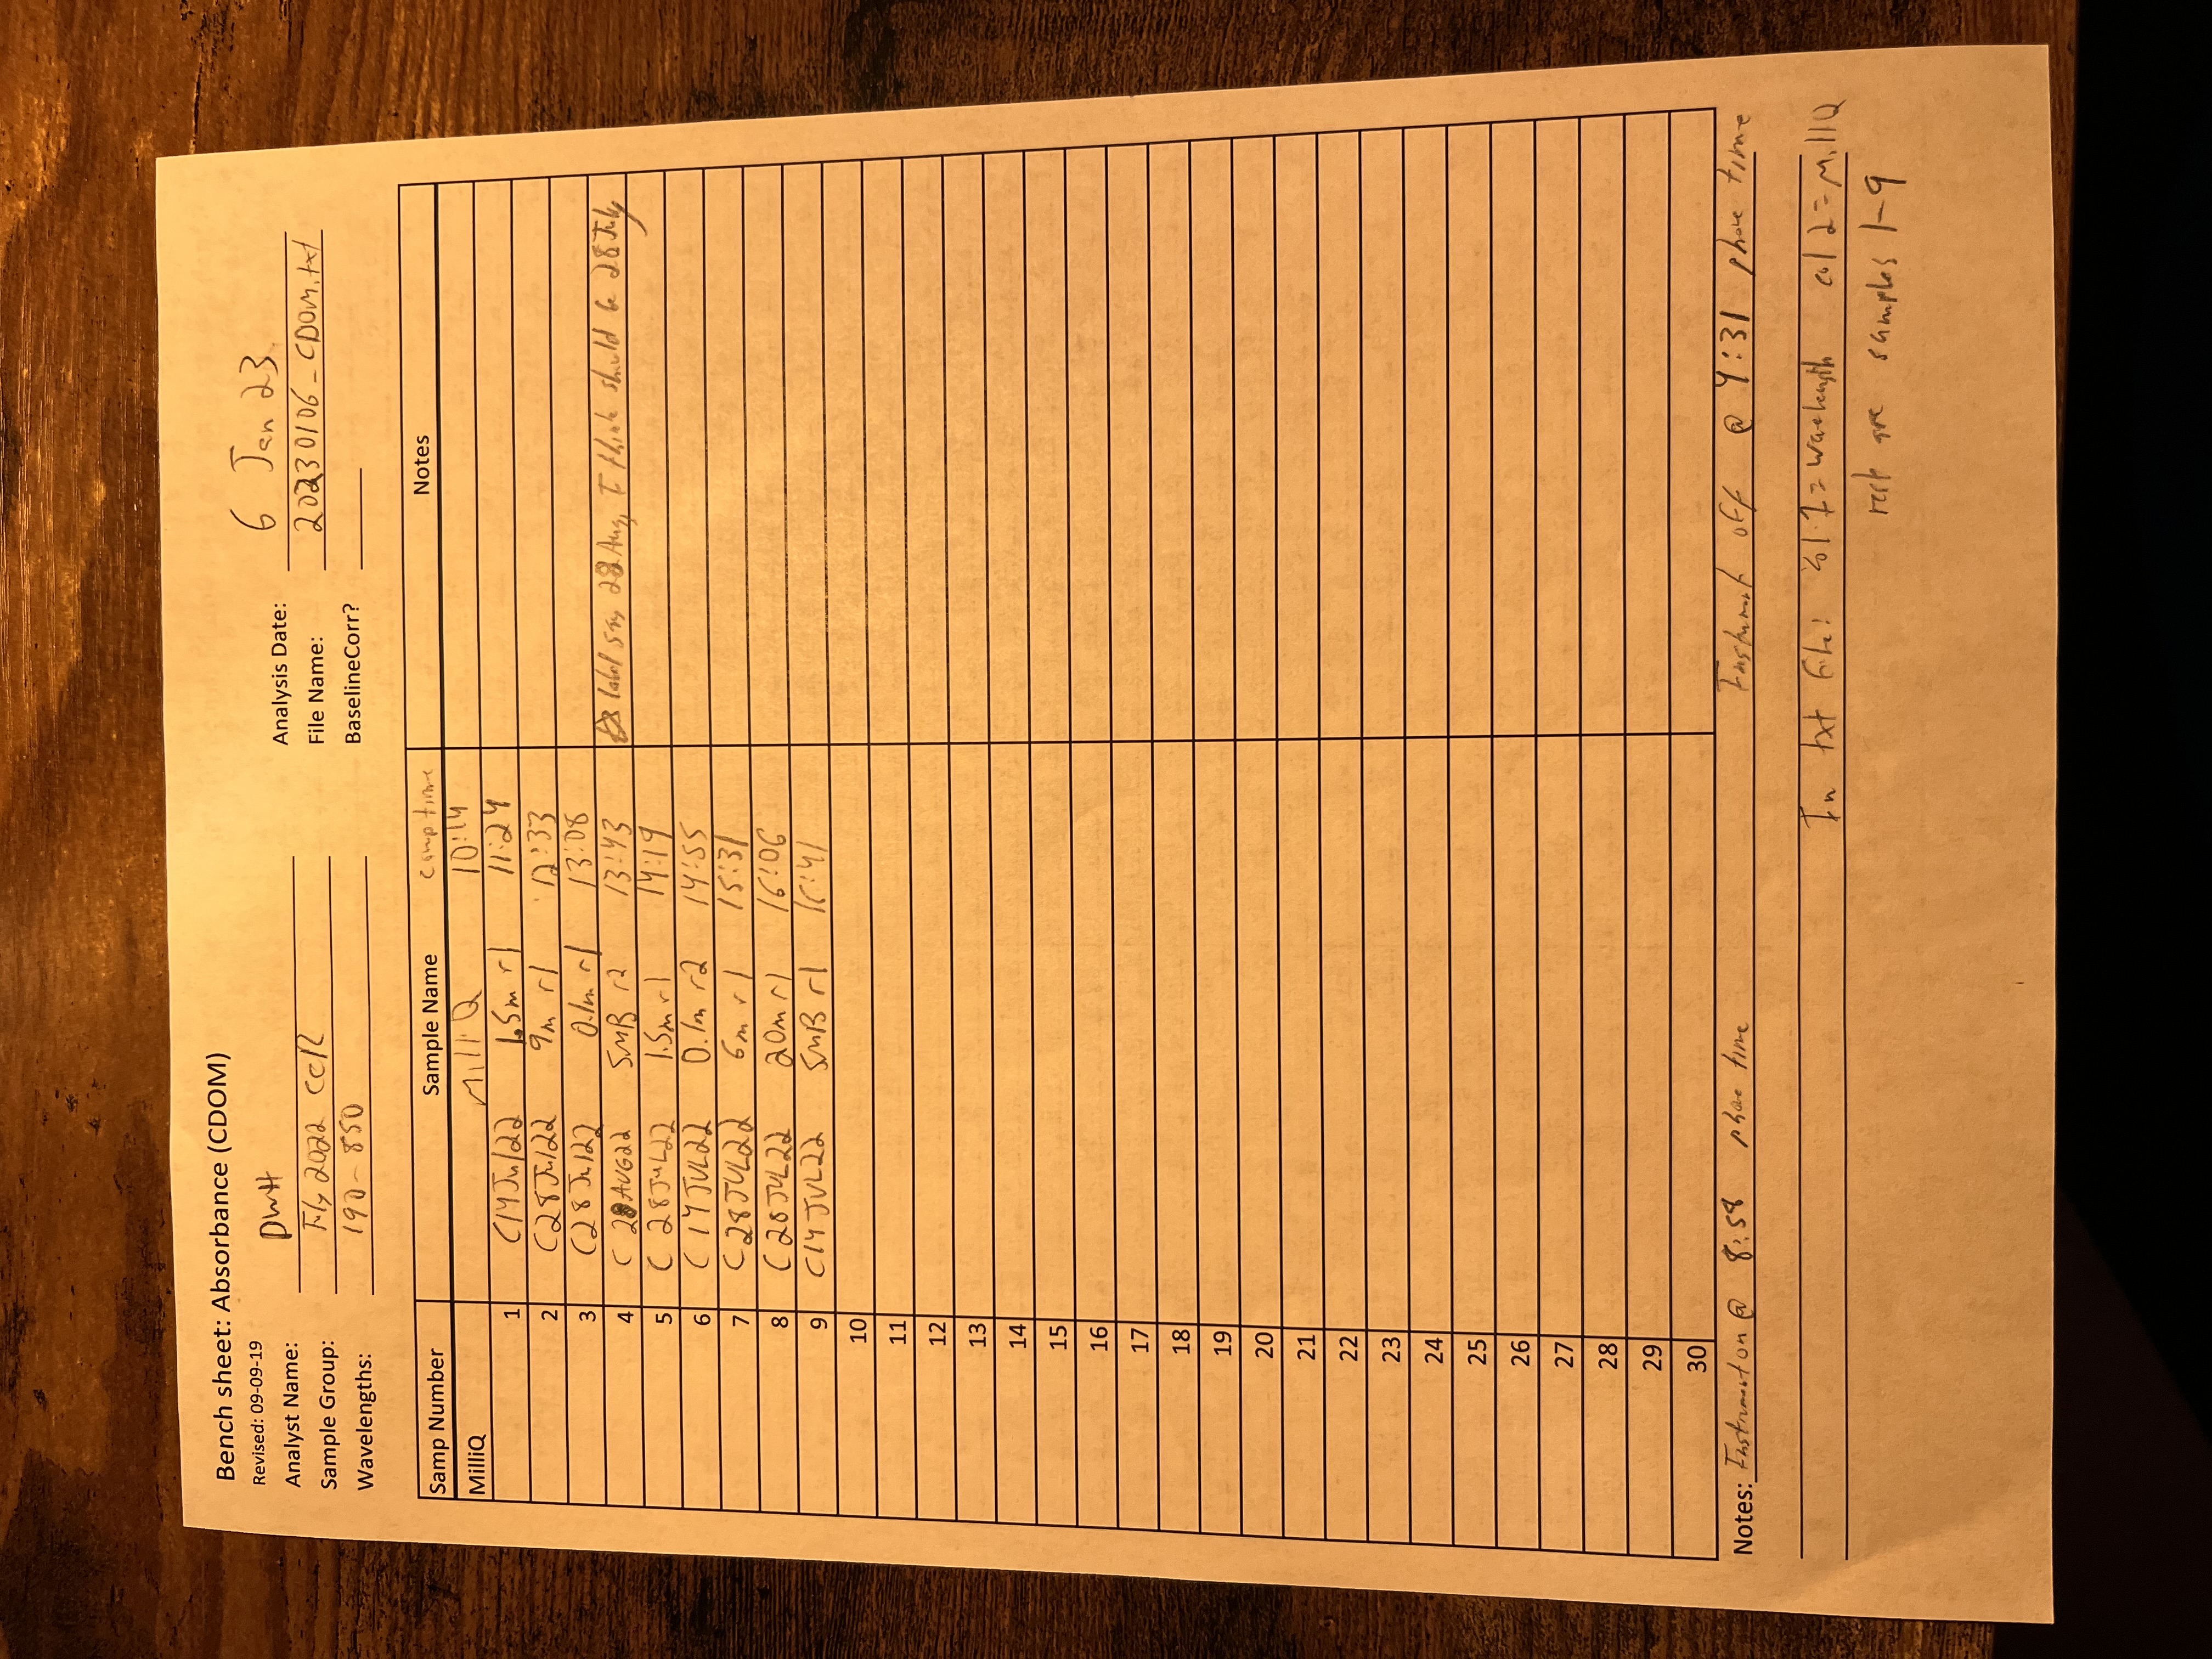 Bench sheet: Absorbance (CDOM)
Revised: 09-09-19
Analyst Name: DWH
Analysis Date: 6 Jan 23
Sample Group: 2022 CCR
File Name: 20230106_CDOM.txt
Wavelengths: 190-850
BaselineCorr?
Samp Number Sample Name comp time Notes
MilliQ MilliQ 10:14
1 C14Jul22 1.5m r1 11:24
2 C28Jul22 9m r1 12:33
3 C28Jul22 0.1m r1 13:08
4 C 28AUG22 5MB r2 13:43 label say 28 Aug, I think should be 28 July
5 C 28JUL22 1.5m r1 14:19
6 C 14JUL22 0.1m r2 14:55
7 C28JUL22 6m r1 15:31
8 C 28JUL22 20m r1 16:06
9 C14JUL22 5MB r1 16:41
10
11
12
13
14
15
16
17
18
19
20
21
22
23
24
25
26
27
28
29
30
Notes: Instrument on @ 8:58 phone time Instrument off @ 4:31 phone time
In txt file: col 1= wavelength col 2= MilliQ
rest are samples 1-9